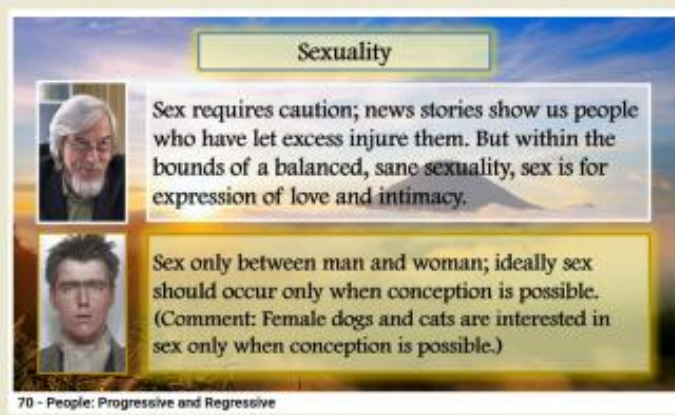 Sexuality
Sex requires caution; news stories show us people
who have let excess injure them. But within the
bounds of a balanced, sane sexuality, sex is for
expression of love and intimacy.
Sex only between man and woman; ideally sex
should occur only when conception is possible.
(Comment: Female dogs and cats are interested in
sex only when conception is possible.)
70 - People: Progressive and Regressive